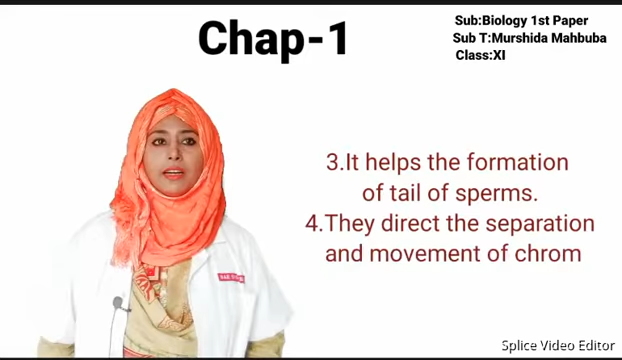 Chap-1
Sub:Biology 1st Paper
Sub T:Murshida Mahbuba
Class:XI
3.It helps the formation
of tail of sperms.
4.They direct the separation
and movement of chrom
Splice Video Editor